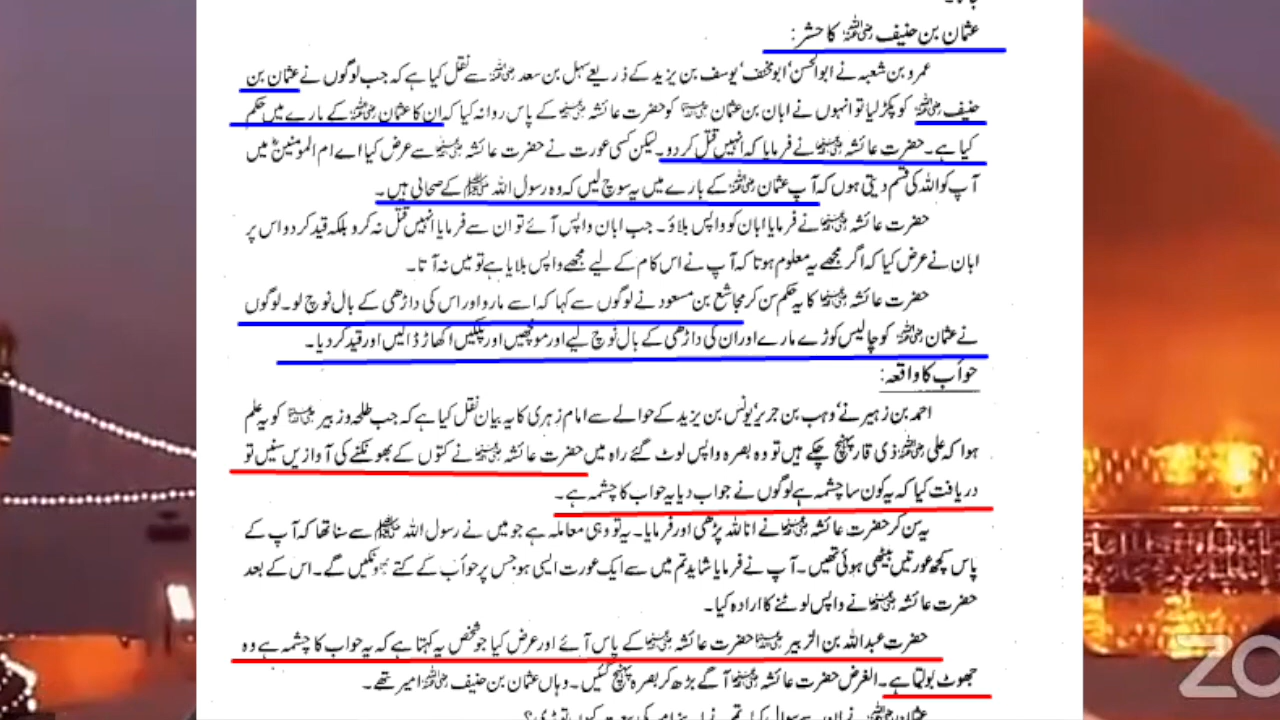 عثمان بن حنیف رضی اللہ عنہ کا حشر:
عمرو بن شعبہ نے ابوالحسن، ابو مخنف، یوسف بن یزید کے ذریعے سہل بن سعد رضی اللہ عنہ سے نقل کیا ہے کہ جب لوگوں نے عثمان بن
حنیف رضی اللہ عنہ کو پکڑ لیا تو انہوں نے ابان بن عثمان رضی اللہ عنہما کو حضرت عائشہ رضی اللہ عنہا کے پاس روانہ کیا کہ ان کا عثمان رضی اللہ عنہ کے بارے میں حکم
کیا ہے۔ حضرت عائشہ رضی اللہ عنہا نے فرمایا کہ انہیں قتل کر دو۔ لیکن کسی عورت نے حضرت عائشہ رضی اللہ عنہا سے عرض کیا اے ام المومنین میں
آپ کو اللہ کی قسم دیتی ہوں کہ آپ عثمان رضی اللہ عنہ کے بارے میں یہ سوچ لیں کہ وہ رسول اللہ ﷺ کے صحابی ہیں۔
حضرت عائشہ رضی اللہ عنہا نے فرمایا ابان کو واپس بلاؤ۔ جب ابان واپس آئے تو ان سے فرمایا انہیں قتل نہ کرو بلکہ قید کر دو اس پر
ابان نے عرض کیا کہ اگر مجھے یہ معلوم ہوتا کہ آپ نے اس کام کے لیے مجھے واپس بلایا ہے تو میں نہ آتا۔
حضرت عائشہ رضی اللہ عنہا کا یہ حکم سن کر مجاشع بن مسعود نے لوگوں سے کہا کہ اسے مارو اور اس کی داڑھی کے بال نوچ لو۔ لوگوں
نے عثمان رضی اللہ عنہ کو چالیس کوڑے مارے اور ان کی داڑھی کے بال نوچ لیے اور مونچھیں اور پلکیں اکھاڑ ڈالیں اور قید کر دیا۔
حوأب کا واقعہ:
احمد بن زہیر نے، وہب بن جریر، یونس بن یزید کے حوالے سے امام زہری کا یہ بیان نقل کیا ہے کہ جب طلحہ و زبیر رضی اللہ عنہما کو یہ علم
ہوا کہ علی رضی اللہ عنہ ذی قار پہنچ چکے ہیں تو وہ بصرہ واپس لوٹ گئے راہ میں حضرت عائشہ رضی اللہ عنہا نے کتوں کے بھونکنے کی آوازیں سنیں تو
دریافت کیا کہ یہ کون سا چشمہ ہے لوگوں نے جواب دیا یہ حواب کا چشمہ ہے۔
یہ سن کر حضرت عائشہ رضی اللہ عنہا نے انا للہ پڑھی اور فرمایا۔ یہ تو وہی معاملہ ہے جو میں نے رسول اللہ ﷺ سے سنا تھا کہ آپ کے
پاس کچھ عورتیں بیٹھی ہوئی تھیں۔ آپ نے فرمایا شاید تم میں سے ایک عورت ایسی ہو جس پر حوأب کے کتے بھونکیں گے۔ اس کے بعد
حضرت عائشہ رضی اللہ عنہا نے واپس لوٹنے کا ارادہ کیا۔
حضرت عبداللہ بن الزبیر رضی اللہ عنہما حضرت عائشہ رضی اللہ عنہا کے پاس آئے اور عرض کیا جو شخص یہ کہتا ہے کہ یہ حواب کا چشمہ ہے وہ
جھوٹ بولتا ہے۔ الغرض حضرت عائشہ رضی اللہ عنہا آگے بڑھ کر بصرہ پہنچ گئیں۔ وہاں عثمان بن حنیف رضی اللہ عنہ امیر تھے۔
ZO